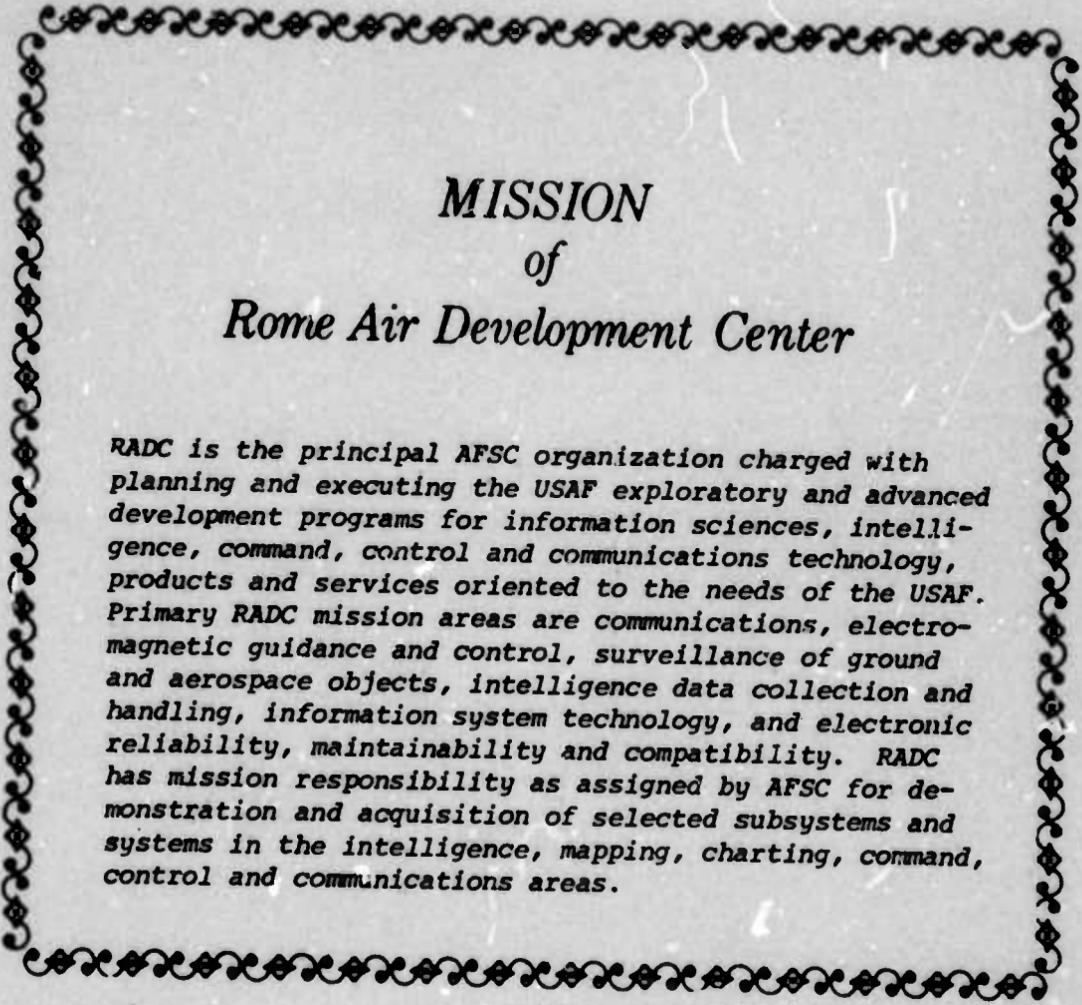 MISSION
of
Rome Air Development Center
RADC is the principal AFSC organization charged with
planning and executing the USAF exploratory and advanced
development programs for information sciences, intelli-
gence, command, control and communications technology,
products and services oriented to the needs of the USAF.
Primary RADC mission areas are communications, electro-
magnetic guidance and control, surveillance of ground
and aerospace objects, intelligence data collection and
handling, information system technology, and electronic
reliability, maintainability and compatibility.  RADC
has mission responsibility as assigned by AFSC for de-
monstration and acquisition of selected subsystems and
systems in the intelligence, mapping, charting, command,
control and communications areas.